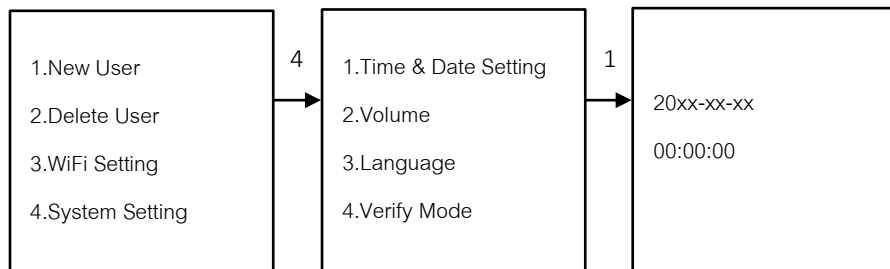 1.New User
2.Delete User
3.WiFi Setting
4.System Setting
4
1.Time & Date Setting
2.Volume
3.Language
4.Verify Mode
1
20xx-xx-xx
00:00:00